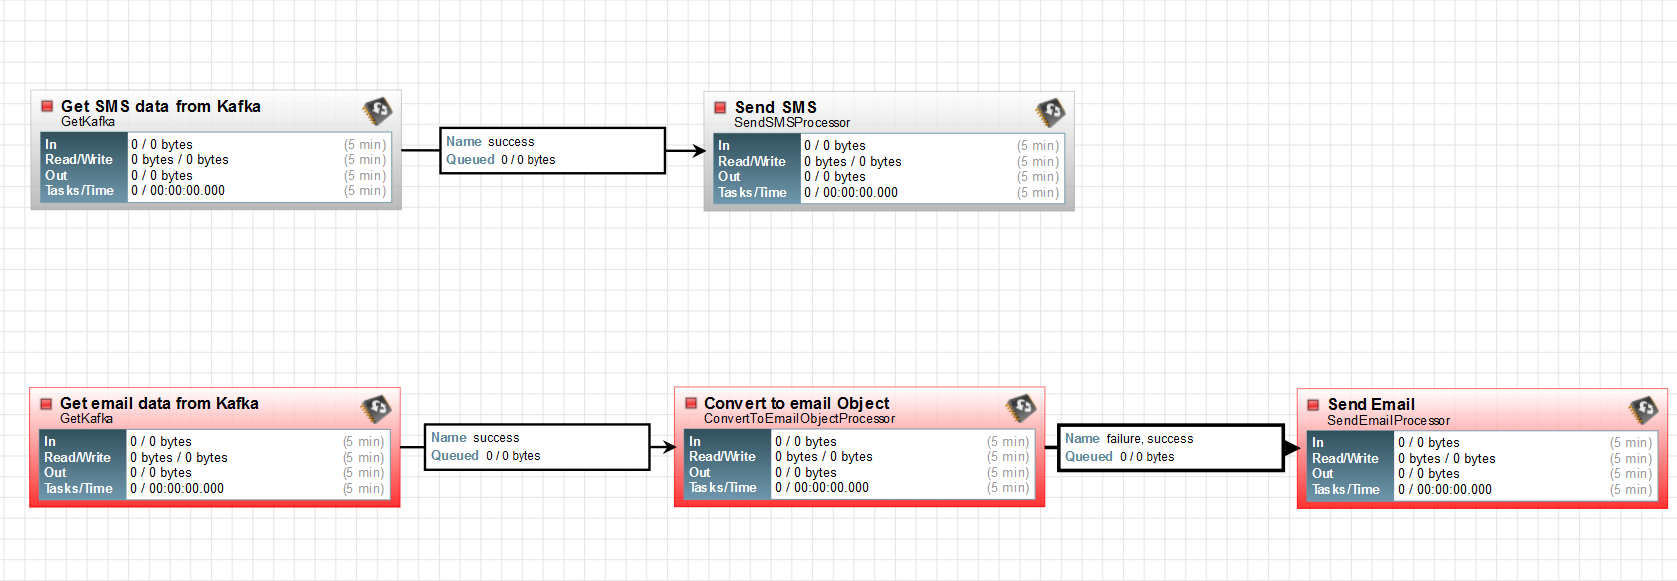 Get SMS data from Kafka
GetKafka
In 0 / 0 bytes (5 min)
Read/Write 0 bytes / 0 bytes (5 min)
Out 0 / 0 bytes (5 min)
Tasks/Time 0 / 00:00:00.000 (5 min)
Name success
Queued 0 / 0 bytes
Send SMS
SendSMSProcessor
In 0 / 0 bytes (5 min)
Read/Write 0 bytes / 0 bytes (5 min)
Out 0 / 0 bytes (5 min)
Tasks/Time 0 / 00:00:00.000 (5 min)
Get email data from Kafka
GetKafka
In 0 / 0 bytes (5 min)
Read/Write 0 bytes / 0 bytes (5 min)
Out 0 / 0 bytes (5 min)
Tasks/Time 0 / 00:00:00.000 (5 min)
Name success
Queued 0 / 0 bytes
Convert to email Object
ConvertToEmailObjectProcessor
In 0 / 0 bytes (5 min)
Read/Write 0 bytes / 0 bytes (5 min)
Out 0 / 0 bytes (5 min)
Tasks/Time 0 / 00:00:00.000 (5 min)
Name failure, success
Queued 0 / 0 bytes
Send Email
SendEmailProcessor
In 0 / 0 bytes (5 min)
Read/Write 0 bytes / 0 bytes (5 min)
Out 0 / 0 bytes (5 min)
Tasks/Time 0 / 00:00:00.000 (5 min)